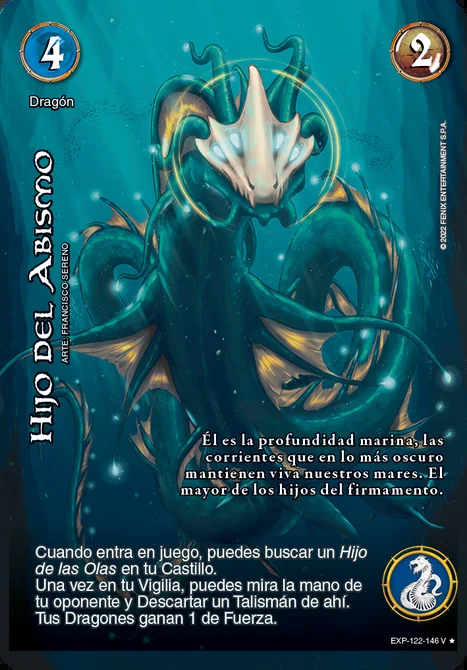 4
2
Dragón
HIJO DEL ABISMO
ARTE: FRANCISCO SERENO
© 2022 FENIX ENTERTAINMENT S.P.A.
Él es la profundidad marina, las
corrientes que en lo más oscuro
mantienen viva nuestros mares. El
mayor de los hijos del firmamento.
Cuando entra en juego, puedes buscar un Hijo
de las Olas en tu Castillo.
Una vez en tu Vigilia, puedes mira la mano de
tu oponente y Descartar un Talismán de ahí.
Tus Dragones ganan 1 de Fuerza.
EXP-122-146 V ★